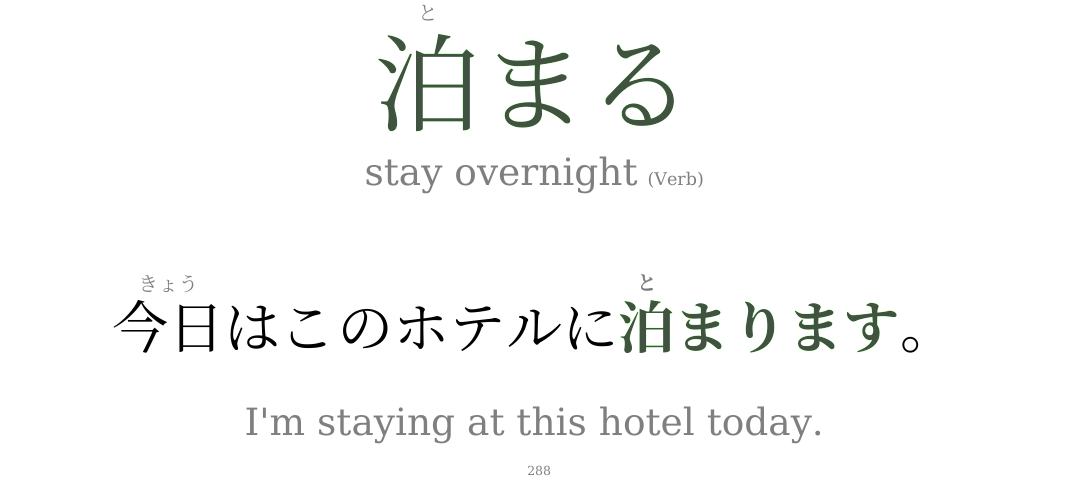 と
泊まる
stay overnight (Verb)
きょう と
今日はこのホテルに泊まります。
I'm staying at this hotel today.
288